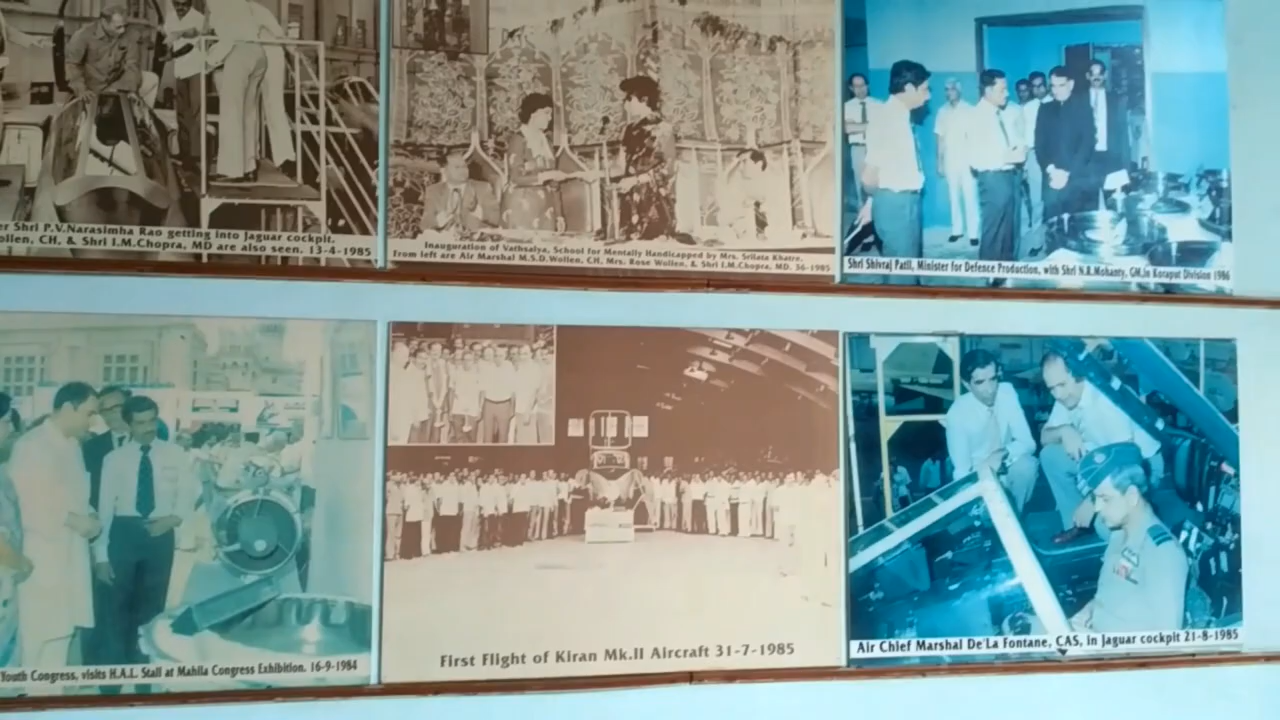 er Shri P.V.Narasimha Rao getting into Jaguar cockpit.
ollen, CH, & Shri I.M.Chopra, MD are also seen. 13-4-1985
Inauguration of Vathsalya, School for Mentally Handicapped by Mrs. Srilata Khatre.
From left are Air Marshal M.S.D.Wollen, CH, Mrs. Rose Wollen, & Shri I.M.Chopra, MD. 36-1985
Shri Shivraj Patil, Minister for Defence Production, with Shri N.R.Mohanty, GM,in Koraput Division 1986
Youth Congress, visits H.A.L. Stall at Mahila Congress Exhibition. 16-9-1984
First Flight of Kiran Mk.II Aircraft 31-7-1985
Air Chief Marshal De'La Fontane, CAS, in Jaguar cockpit 21-8-1985